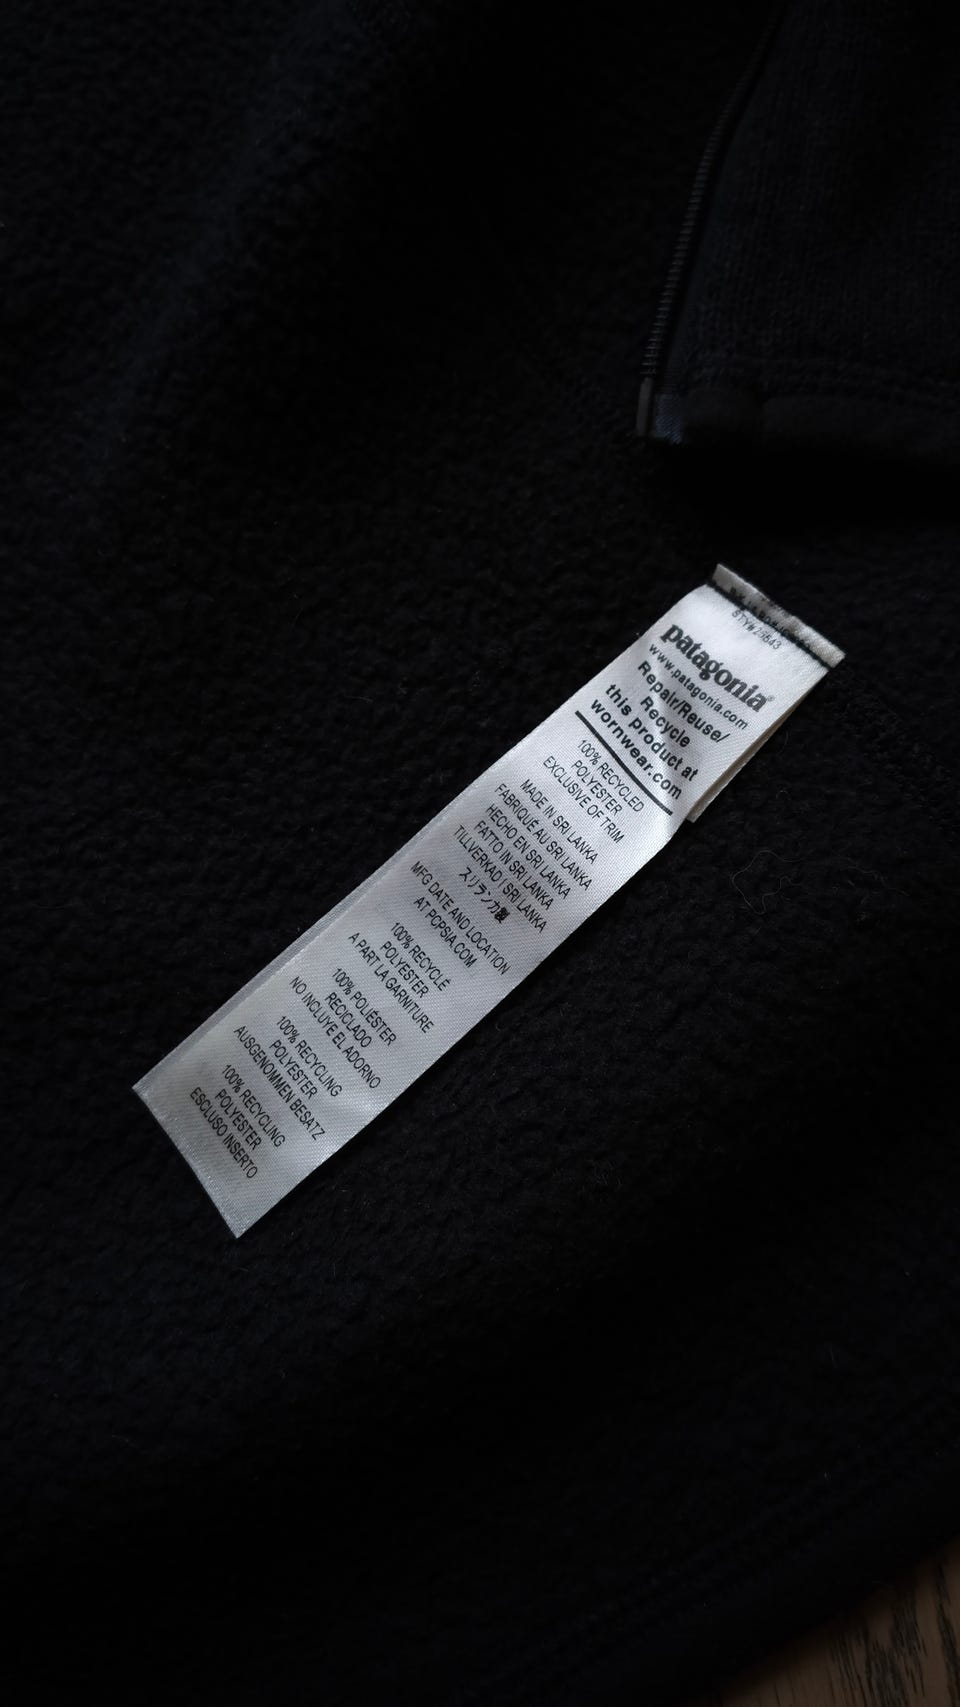 STYW25543
patagonia®
www.patagonia.com
Repair/Reuse/
Recycle
this product at
wornwear.com
100% RECYCLED
POLYESTER
EXCLUSIVE OF TRIM
MADE IN SRI LANKA
FABRIQUÉ AU SRI LANKA
HECHO EN SRI LANKA
FATTO IN SRI LANKA
TILLVERKAD I SRI LANKA
スリランカ製
MFG DATE AND LOCATION
AT PCPSIA.COM
100% RECYCLÉ
POLYESTER
A PART LA GARNITURE
100% POLIÉSTER
RECICLADO
NO INCLUYE EL ADORNO
100% RECYCLING
POLYESTER
AUSGENOMMEN BESATZ
100% RECYCLING
POLYESTER
ESCLUSO INSERTO